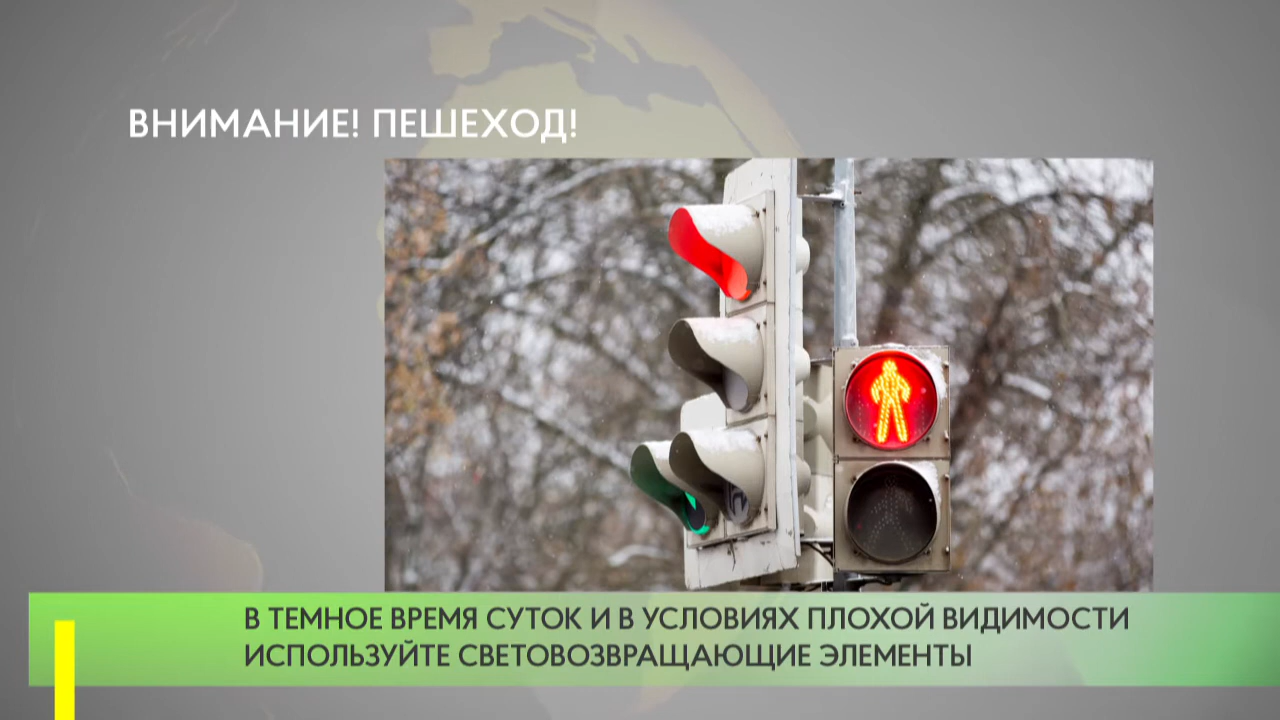 ВНИМАНИЕ! ПЕШЕХОД!
В ТЕМНОЕ ВРЕМЯ СУТОК И В УСЛОВИЯХ ПЛОХОЙ ВИДИМОСТИ
ИСПОЛЬЗУЙТЕ СВЕТОВОЗВРАЩАЮЩИЕ ЭЛЕМЕНТЫ